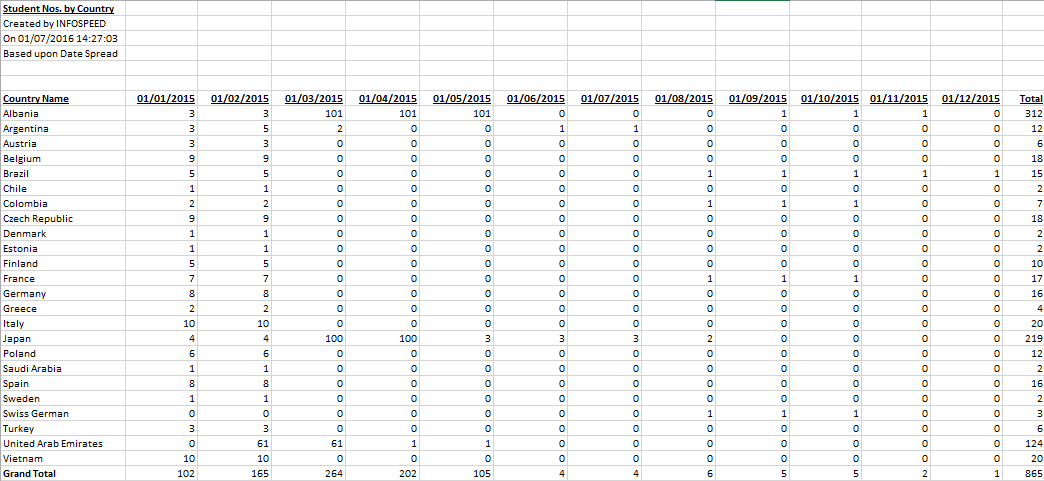 Student Nos. by Country
Created by INFOSPEED
On 01/07/2016 14:27:03
Based upon Date Spread
Country Name 01/01/2015 01/02/2015 01/03/2015 01/04/2015 01/05/2015 01/06/2015 01/07/2015 01/08/2015 01/09/2015 01/10/2015 01/11/2015 01/12/2015 Total
Albania 3 3 101 101 101 0 0 0 1 1 1 0 312
Argentina 3 5 2 0 0 1 1 0 0 0 0 0 12
Austria 3 3 0 0 0 0 0 0 0 0 0 0 6
Belgium 9 9 0 0 0 0 0 0 0 0 0 0 18
Brazil 5 5 0 0 0 0 0 1 1 1 1 1 15
Chile 1 1 0 0 0 0 0 0 0 0 0 0 2
Colombia 2 2 0 0 0 0 0 1 1 1 0 0 7
Czech Republic 9 9 0 0 0 0 0 0 0 0 0 0 18
Denmark 1 1 0 0 0 0 0 0 0 0 0 0 2
Estonia 1 1 0 0 0 0 0 0 0 0 0 0 2
Finland 5 5 0 0 0 0 0 0 0 0 0 0 10
France 7 7 0 0 0 0 0 1 1 1 0 0 17
Germany 8 8 0 0 0 0 0 0 0 0 0 0 16
Greece 2 2 0 0 0 0 0 0 0 0 0 0 4
Italy 10 10 0 0 0 0 0 0 0 0 0 0 20
Japan 4 4 100 100 3 3 3 2 0 0 0 0 219
Poland 6 6 0 0 0 0 0 0 0 0 0 0 12
Saudi Arabia 1 1 0 0 0 0 0 0 0 0 0 0 2
Spain 8 8 0 0 0 0 0 0 0 0 0 0 16
Sweden 1 1 0 0 0 0 0 0 0 0 0 0 2
Swiss German 0 0 0 0 0 0 0 1 1 1 0 0 3
Turkey 3 3 0 0 0 0 0 0 0 0 0 0 6
United Arab Emirates 0 61 61 1 1 0 0 0 0 0 0 0 124
Vietnam 10 10 0 0 0 0 0 0 0 0 0 0 20
Grand Total 102 165 264 202 105 4 4 6 5 5 2 1 865